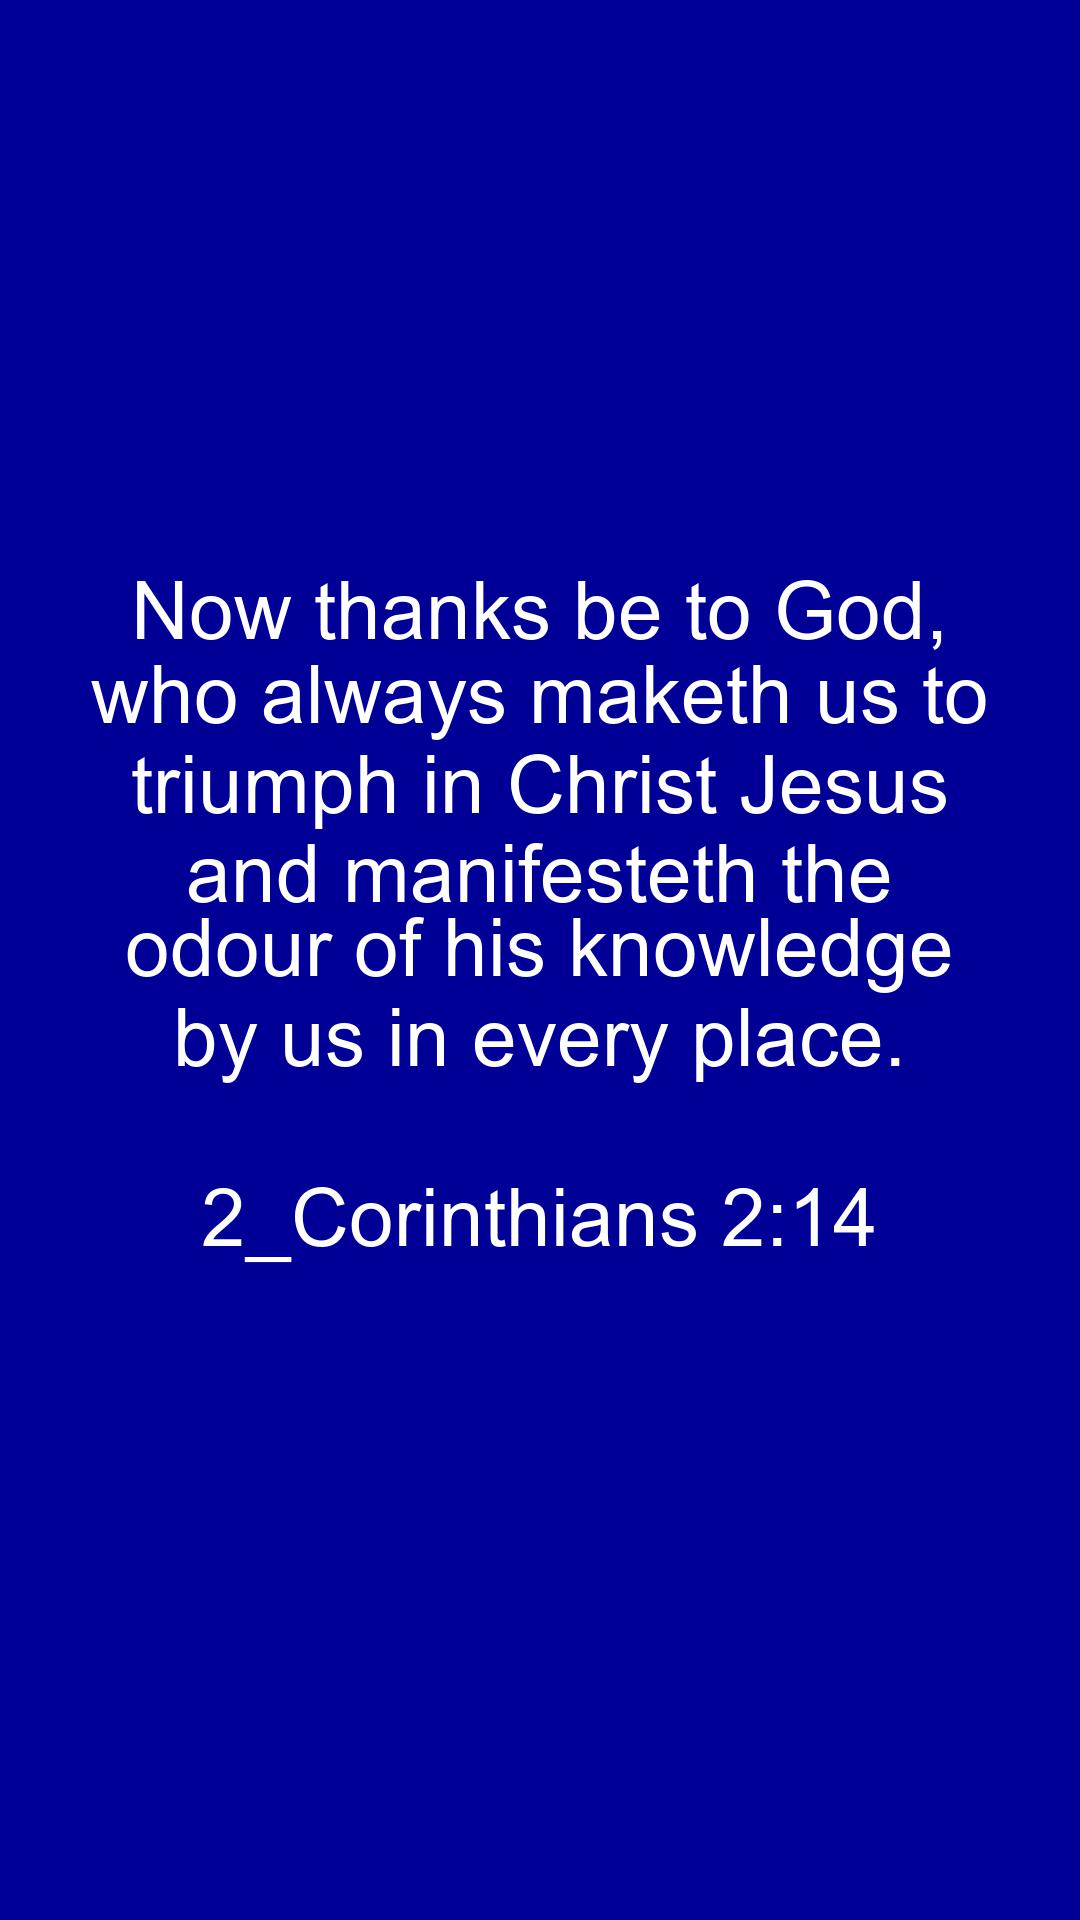 Now thanks be to God,
who always maketh us to
triumph in Christ Jesus
and manifesteth the
odour of his knowledge
by us in every place.
2_Corinthians 2:14